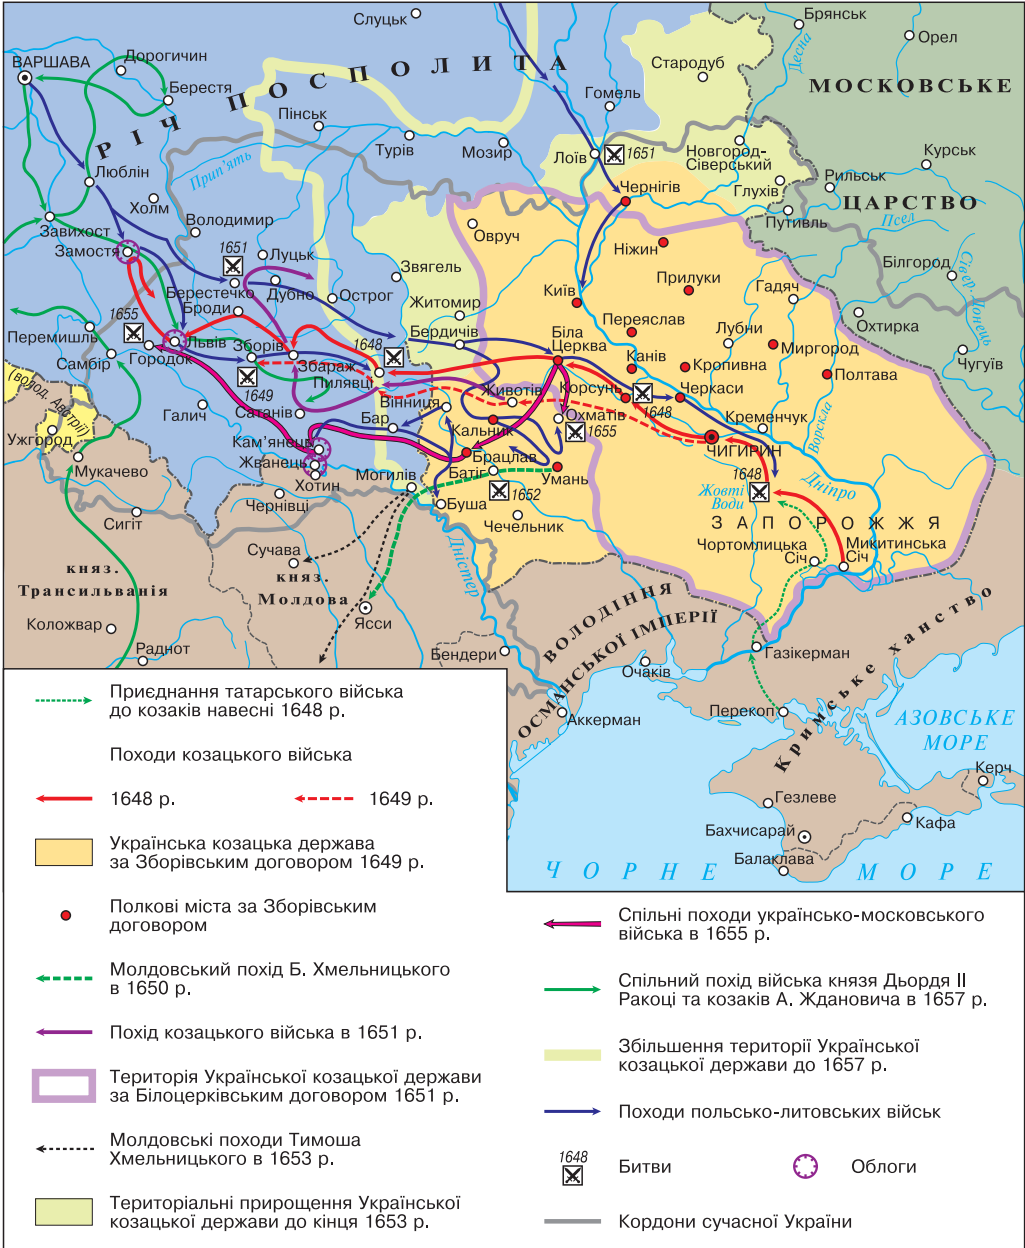 Слуцьк
Брянськ
Орел
Десна
ВАРШАВА
Дорогичин
Берестя
РІЧ ПОСПОЛИТА
Стародуб
МОСКОВСЬКЕ
ЦАРСТВО
Гомель
Пінськ
Турів
Мозир
Лоїв
1651
Новгород-
Сіверський
Курськ
Рильськ
Глухів
Путивль
Псел
Прип'ять
Люблін
Холм
Володимир
Чернігів
Завихост
Замостя
Овруч
Ніжин
Білгород
Сівер. Донець
1651
Луцьк
Звягель
Прилуки
Гадяч
Берестечко
Дубно
Острог
Броди
Житомир
Київ
Охтирка
1655
Перемишль
Львів
Зборів
Бердичів
Переяслав
Лубни
Миргород
Чугуїв
Біла
Церква
Городок
Самбір
Збараж
1648
Пилявці
Канів
Кропивна
Полтава
(волод. Австрії)
1649
Сатанів
Животів
Корсунь
1648
Черкаси
Ворскла
Галич
Вінниця
Бар
Охматів
1655
Кременчук
Ужгород
Кам'янець
Кальник
ЧИГИРИН
Мукачево
Жванець
Брацлав
Хотин
Могилів
Батіг
1652
Умань
1648
Жовті
Води
Дніпро
Сигіт
Чернівці
Буша
Чечельник
ЗАПОРОЖЖЯ
Чортомлицька
Січ
Микитинська
Січ
Сучава
Дністер
княз.
Трансильванія
княз.
Молдова
Ясси
Коложвар
Раднот
Бендери
ВОЛОДІННЯ
ОСМАНСЬКОЇ ІМПЕРІЇ
Очаків
Газікерман
Кримське ханство
Аккерман
Перекоп
АЗОВСЬКЕ
МОРЕ
Керч
Гезлеве
Кафа
Бахчисарай
Балаклава
ЧОРНЕ МОРЕ
Приєднання татарського війська
до козаків навесні 1648 р.
Походи козацького війська
1648 р.
1649 р.
Українська козацька держава
за Зборівським договором 1649 р.
Полкові міста за Зборівським
договором
Молдовський похід Б. Хмельницького
в 1650 р.
Похід козацького війська в 1651 р.
Територія Української козацької держави
за Білоцерківським договором 1651 р.
Молдовські походи Тимоша
Хмельницького в 1653 р.
Територіальні прирощення Української
козацької держави до кінця 1653 р.
Спільні походи українсько-московського
війська в 1655 р.
Спільний похід війська князя Дьордя II
Ракоці та козаків А. Ждановича в 1657 р.
Збільшення території Української
козацької держави до 1657 р.
Походи польсько-литовських військ
1648
Битви
Облоги
Кордони сучасної України